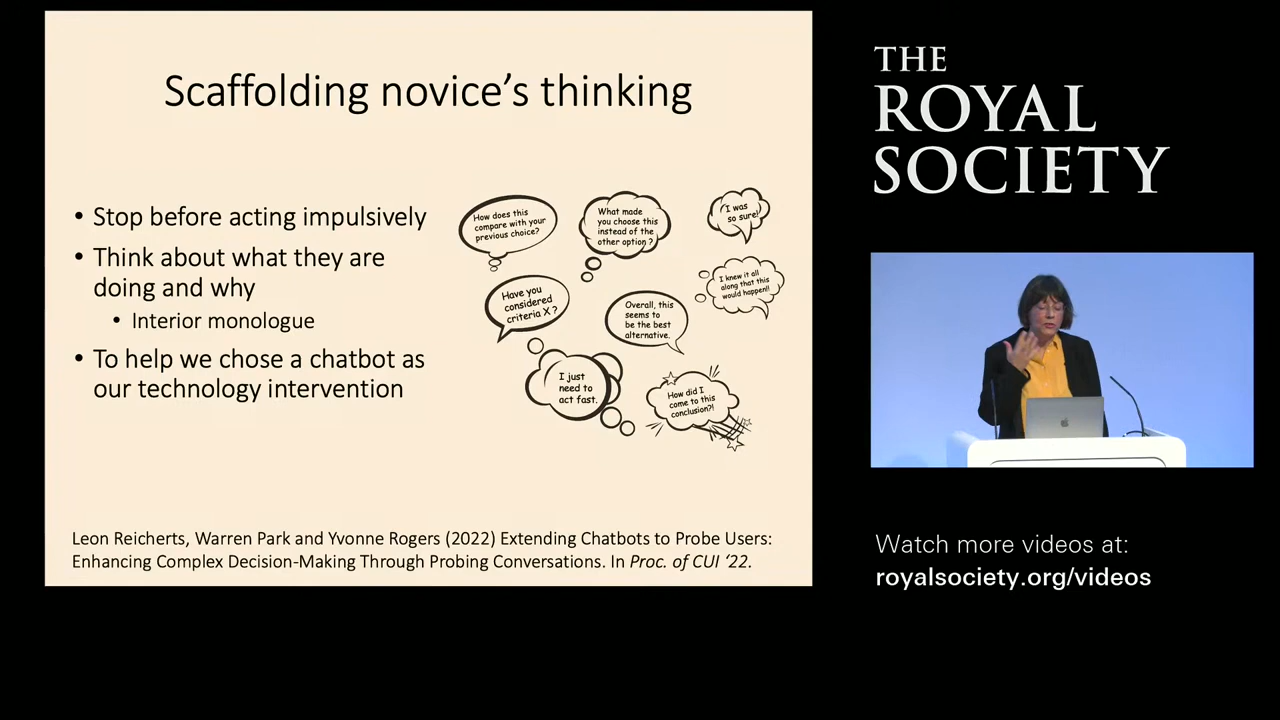 Scaffolding novice’s thinking
• Stop before acting impulsively
• Think about what they are
doing and why
• Interior monologue
• To help we chose a chatbot as
our technology intervention
How does this
compare with your
previous choice?
What made
you choose this
instead of the
other option ?
I was
so sure!
Have you
considered
criteria X ?
Overall, this
seems to
be the best
alternative.
I knew it all
along that this
would happen!!
I just
need to
act fast.
How did I
come to this
conclusion?!
Leon Reicherts, Warren Park and Yvonne Rogers (2022) Extending Chatbots to Probe Users:
Enhancing Complex Decision-Making Through Probing Conversations. In Proc. of CUI ‘22.
THE
ROYAL
SOCIETY
Watch more videos at:
royalsociety.org/videos